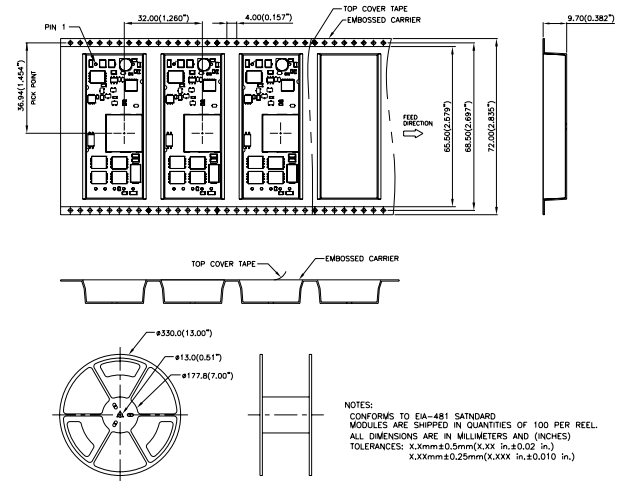 PIN 1
32.00(1.260")
4.00(0.157")
TOP COVER TAPE
EMBOSSED CARRIER
9.70(0.382")
36.94(1.454")
PICK POINT
FEED
DIRECTION
65.50(2.579")
68.50(2.697")
72.00(2.835")
TOP COVER TAPE
EMBOSSED CARRIER
ø330.0(13.00")
ø13.0(0.51")
ø177.8(7.00")
NOTES:
CONFORMS TO EIA-481 SATNDARD
MODULES ARE SHIPPED IN QUANTITIES OF 100 PER REEL.
ALL DIMENSIONS ARE IN MILLIMETERS AND (INCHES)
TOLERANCES: X.Xmm±0.5mm(X.XX in.±0.02 in.)
X.XXmm±0.25mm(X.XXX in.±0.010 in.)